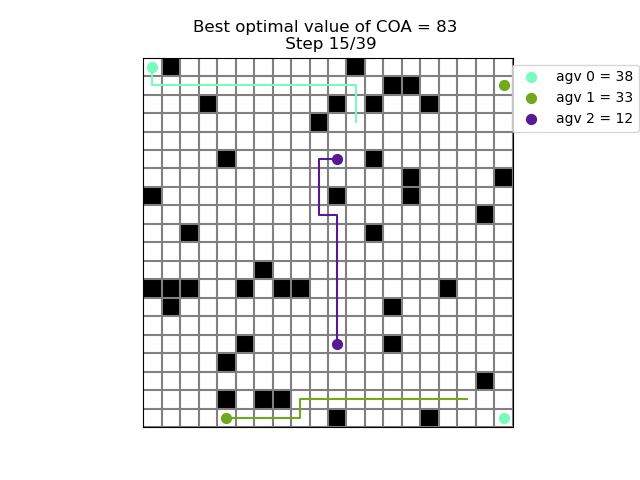 Best optimal value of COA = 83
Step 15/39
agv 0 = 38
agv 1 = 33
agv 2 = 12